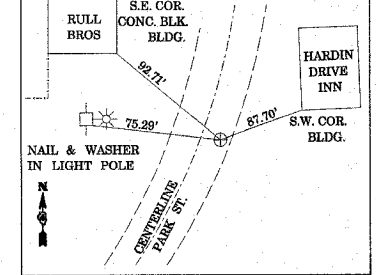 S.E. COR.
CONC. BLK.
BLDG.
RULL
BROS
HARDIN
DRIVE
INN
92.71'
75.29'
87.70'
S.W. COR.
BLDG.
NAIL & WASHER
IN LIGHT POLE
N
CENTERLINE
PARK ST.